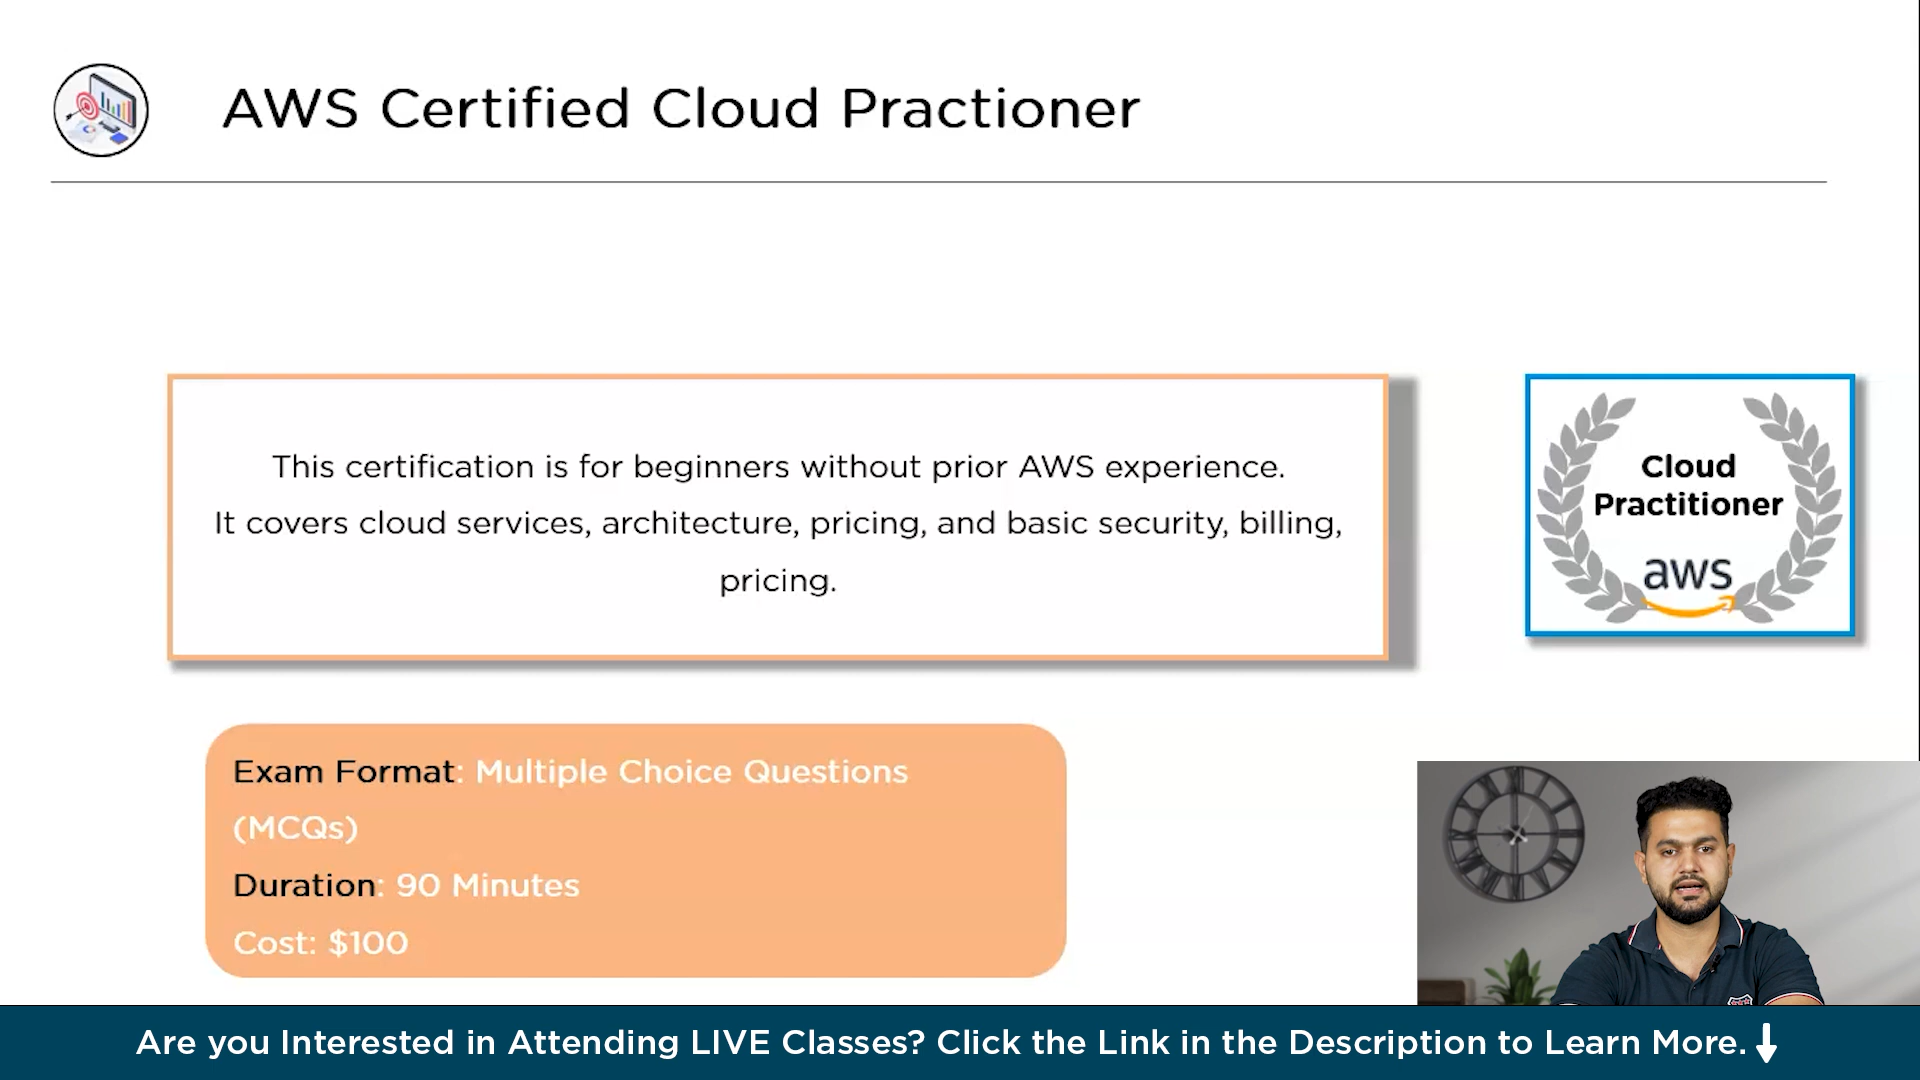 AWS Certified Cloud Practioner
This certification is for beginners without prior AWS experience.
It covers cloud services, architecture, pricing, and basic security, billing,
pricing.
Cloud
Practitioner
aws
Exam Format: Multiple Choice Questions
(MCQs)
Duration: 90 Minutes
Cost: $100
Are you Interested in Attending LIVE Classes? Click the Link in the Description to Learn More.